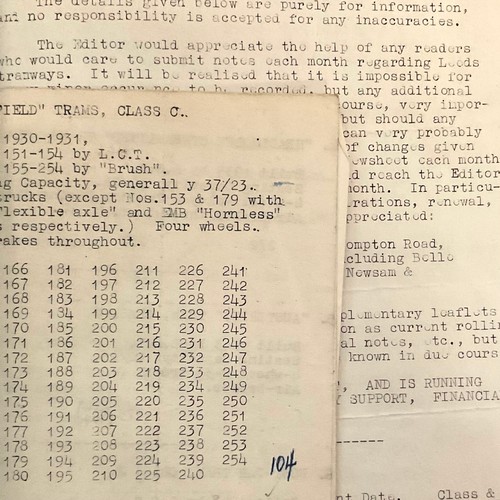 The details given below are purely for information,
and no responsibility is accepted for any inaccuracies.
The Editor would appreciate the help of any readers
who would care to submit notes each month regarding Leeds
tramways. It will be realised that it is impossible for
to be recorded, but any additional
very impor-
but should any
can very probably
of changes given
newsheet each month
reach the Editor
month. In particu-
renewal,
appreciated:
Compton Road,
including Belle
Newsam &
leaflets
on as current rollin
notes, etc., but
known in due cours
, AND IS RUNNING
SUPPORT, FINANCIA
-------
Data. Class &
FIELD" TRAMS, CLASS C..
1930-1931,
151-154 by L.C.T.
155-254 by "Brush".
Capacity, generall y 37/23..
trucks (except Nos.153 & 179 with
flexible axle" and EMB "Hornless"
respectively.) Four wheels..
throughout.
166 181 196 211 226 241
167 182 197 212 227 242
168 183 198 213 228 243
169 184 199 214 229 244
170 185 200 215 230 245
171 186 201 216 231 246
172 187 202 217 232 247
173 188 203 218 233 248
174 189 204 219 234 249
175 190 205 220 235 250
176 191 206 221 236 251
177 192 207 222 237 252
178 193 208 223 238 253
179 194 209 224 239 254
180 195 210 225 240
104